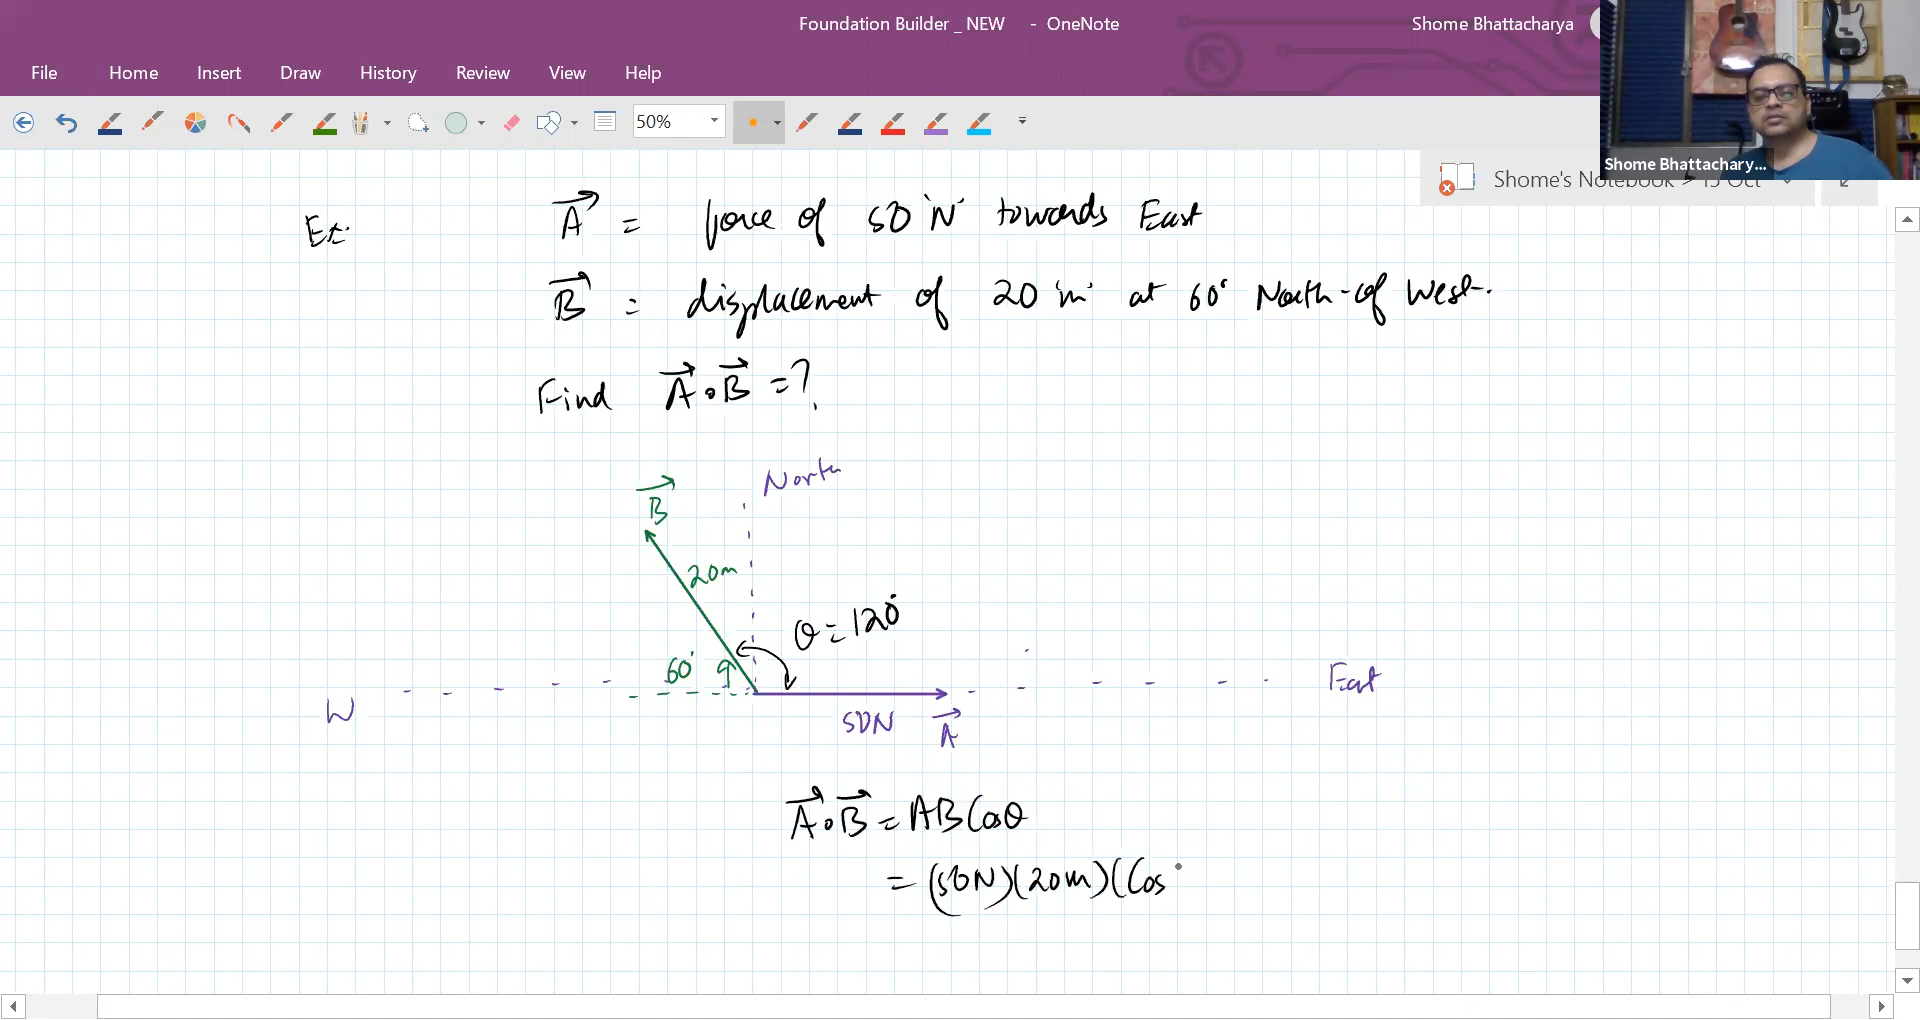 Foundation Builder _ NEW - OneNote
Shome Bhattacharya
File Home Insert Draw History Review View Help
50%
Shome Bhattachary...
Shome's Notebook > 15 Oct
Ex:
A = force of 50 'N' towards East
B = displacement of 20 'm' at 60° North-of West.
Find A∘B = ?
North
B
20m
θ = 120°
60°
East
W
50N A
A∘B = AB Cosθ
= (50N)(20m)(Cos